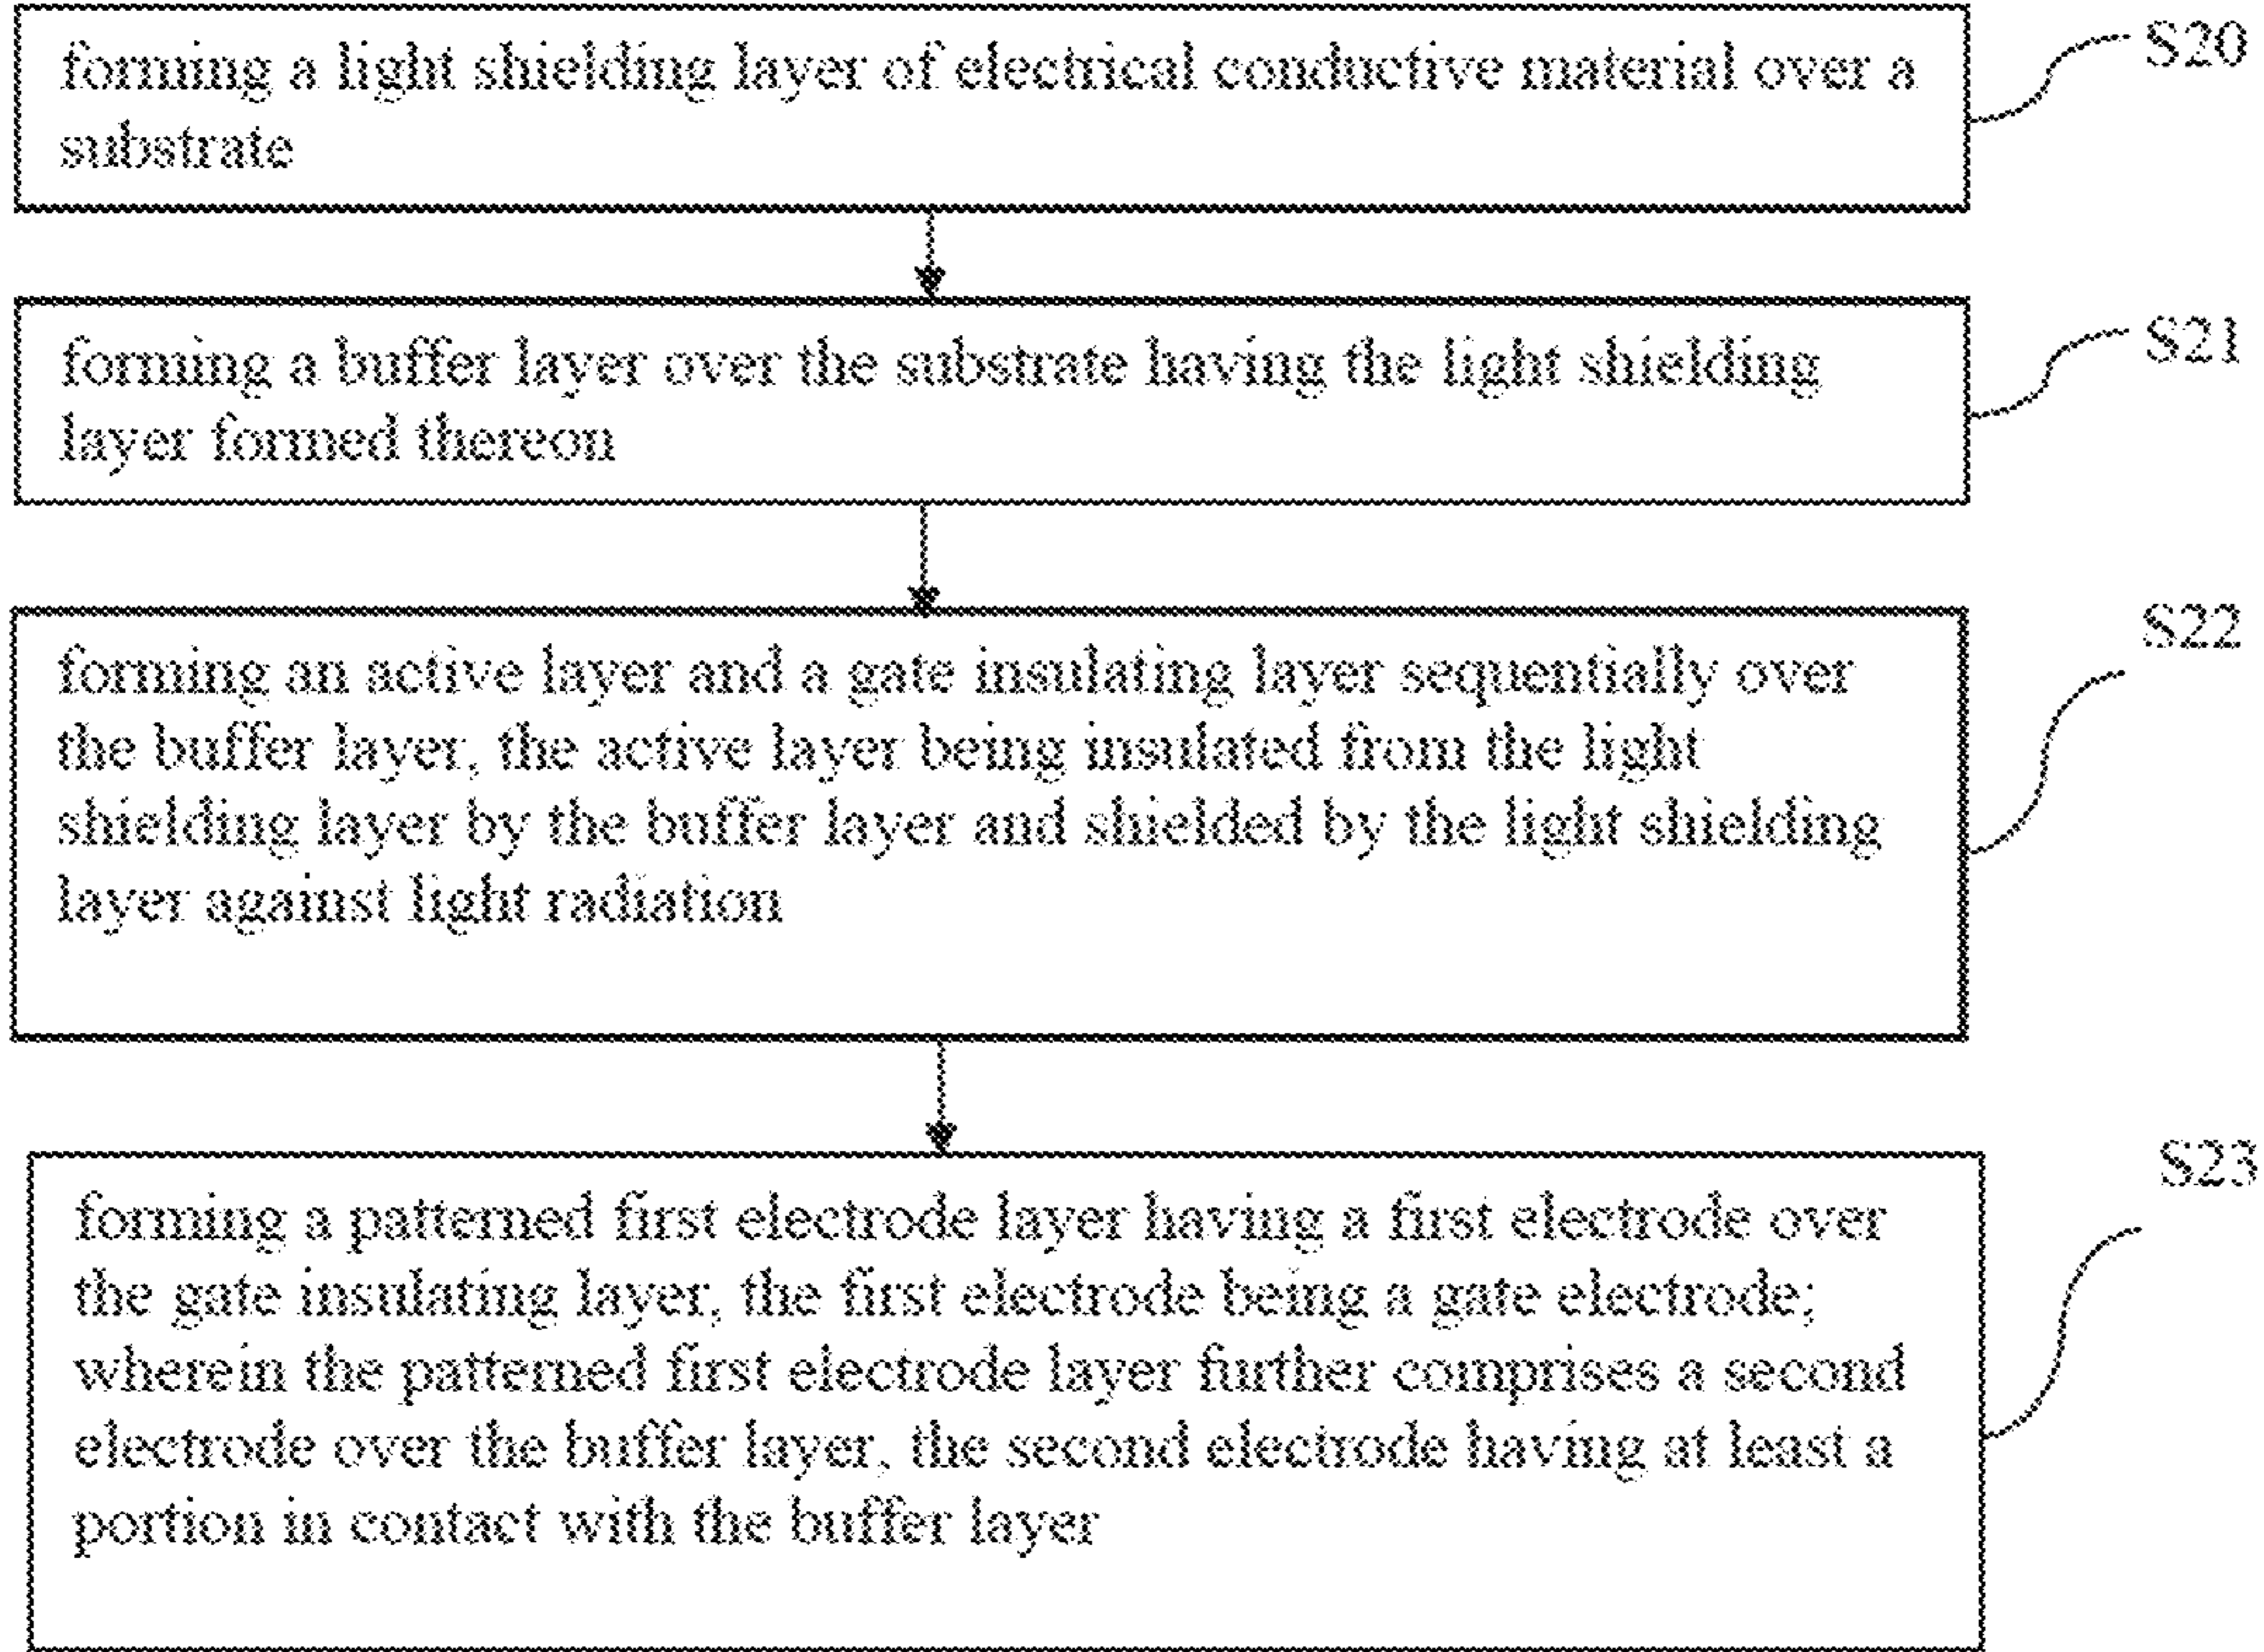 forming a light shielding layer of electrical conductive material over a
substrate
S20
forming a buffer layer over the substrate having the light shielding
layer formed thereon
S21
forming an active layer and a gate insulating layer sequentially over
the buffer layer, the active layer being insulated from the light
shielding layer by the buffer layer and shielded by the light shielding
layer against light radiation
S22
forming a patterned first electrode layer having a first electrode over
the gate insulating layer, the first electrode being a gate electrode;
wherein the patterned first electrode layer further comprises a second
electrode over the buffer layer, the second electrode having at least a
portion in contact with the buffer layer
S23